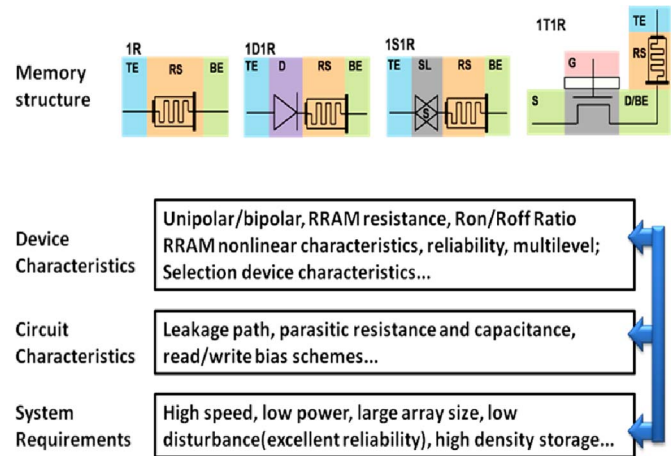 Memory structure
1R
TE RS BE
1D1R
TE D RS BE
1S1R
TE SL RS BE
S
1T1R
TE
RS
G
S D/BE
Device Characteristics
Unipolar/bipolar, RRAM resistance, Ron/Roff Ratio
RRAM nonlinear characteristics, reliability, multilevel;
Selection device characteristics...
Circuit Characteristics
Leakage path, parasitic resistance and capacitance,
read/write bias schemes...
System Requirements
High speed, low power, large array size, low
disturbance(excellent reliability), high density storage...